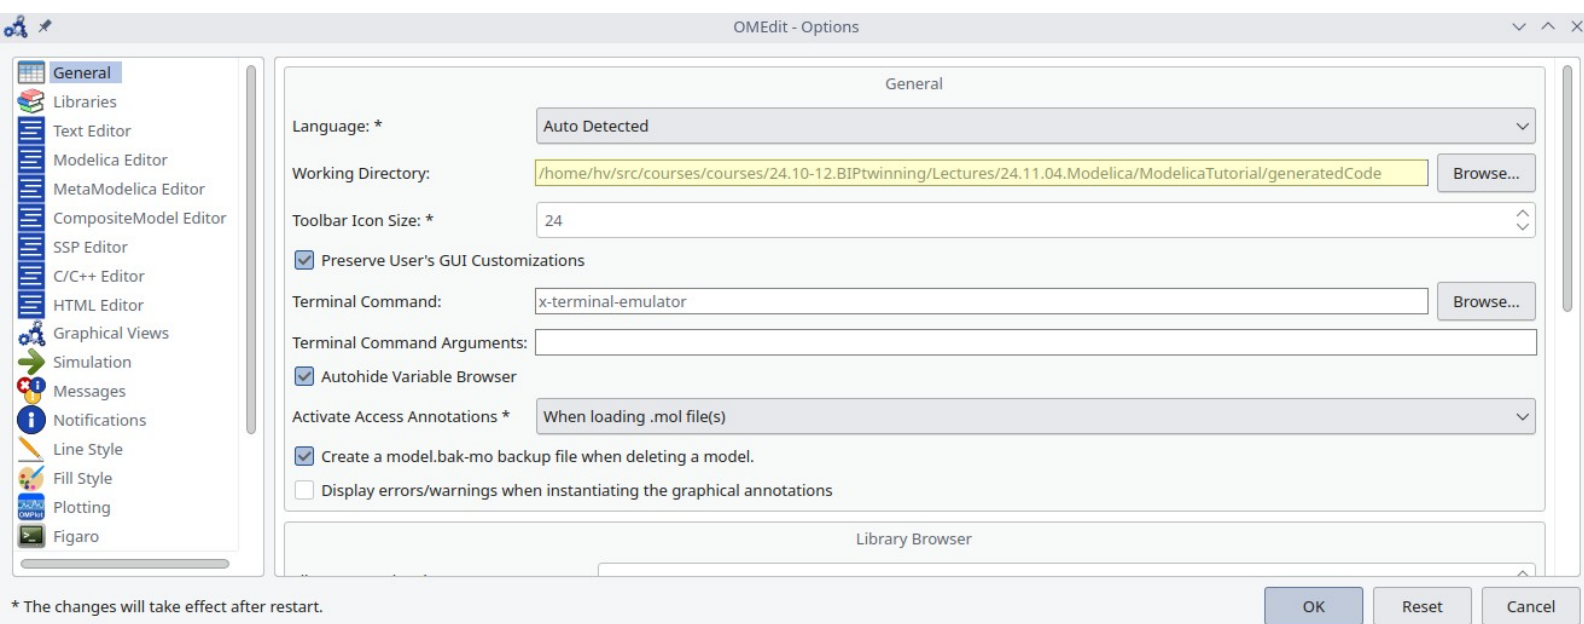 OMEdit - Options
General
Libraries
Text Editor
Modelica Editor
MetaModelica Editor
CompositeModel Editor
SSP Editor
C/C++ Editor
HTML Editor
Graphical Views
Simulation
Messages
Notifications
Line Style
Fill Style
OMPlot
Plotting
Figaro
General
Language: * Auto Detected
Working Directory: /home/hv/src/courses/courses/24.10-12.BIPtwinning/Lectures/24.11.04.Modelica/ModelicaTutorial/generatedCode Browse...
Toolbar Icon Size: * 24
Preserve User's GUI Customizations
Terminal Command: x-terminal-emulator Browse...
Terminal Command Arguments:
Autohide Variable Browser
Activate Access Annotations * When loading .mol file(s)
Create a model.bak-mo backup file when deleting a model.
Display errors/warnings when instantiating the graphical annotations
Library Browser
* The changes will take effect after restart.
OK Reset Cancel